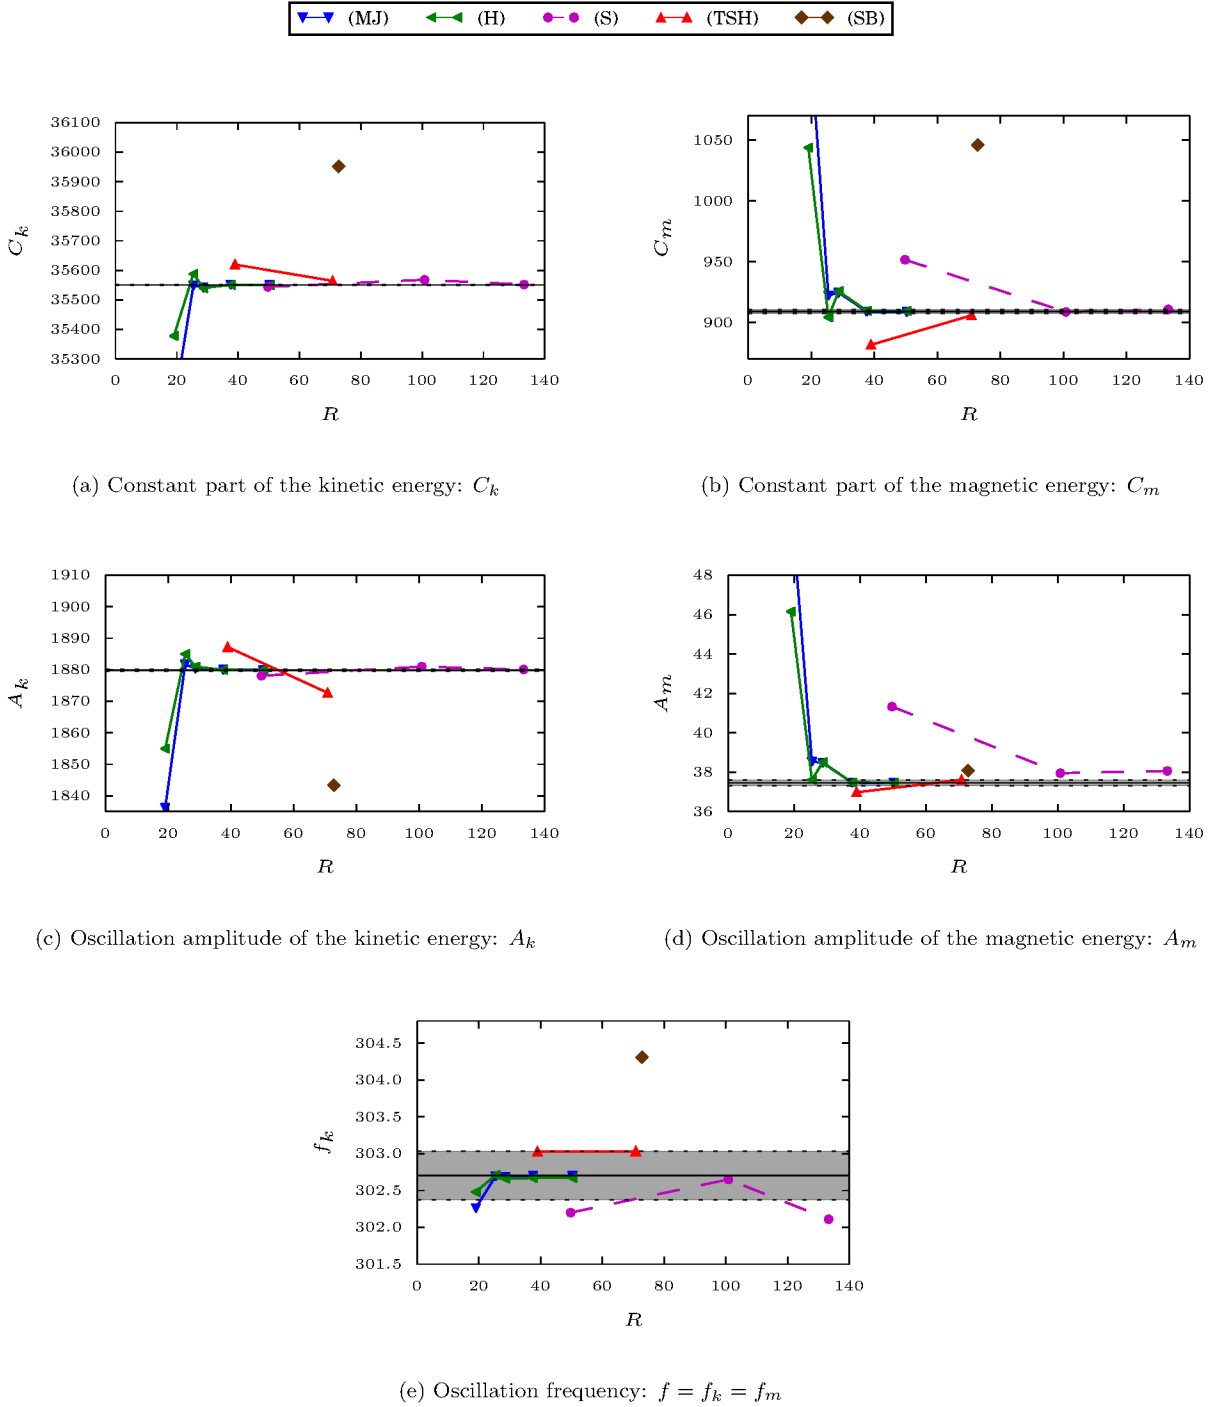 (MJ) (H) (S) (TSH) (SB)
36100
36000
35900
35800
35700
35600
35500
35400
35300
C_k
0 20 40 60 80 100 120 140
R
(a) Constant part of the kinetic energy: C_k
1050
1000
950
900
C_m
0 20 40 60 80 100 120 140
R
(b) Constant part of the magnetic energy: C_m
1910
1900
1890
1880
1870
1860
1850
1840
A_k
0 20 40 60 80 100 120 140
R
(c) Oscillation amplitude of the kinetic energy: A_k
48
46
44
42
40
38
36
A_m
0 20 40 60 80 100 120 140
R
(d) Oscillation amplitude of the magnetic energy: A_m
304.5
304.0
303.5
303.0
302.5
302.0
301.5
f_k
0 20 40 60 80 100 120 140
R
(e) Oscillation frequency: f = f_k = f_m